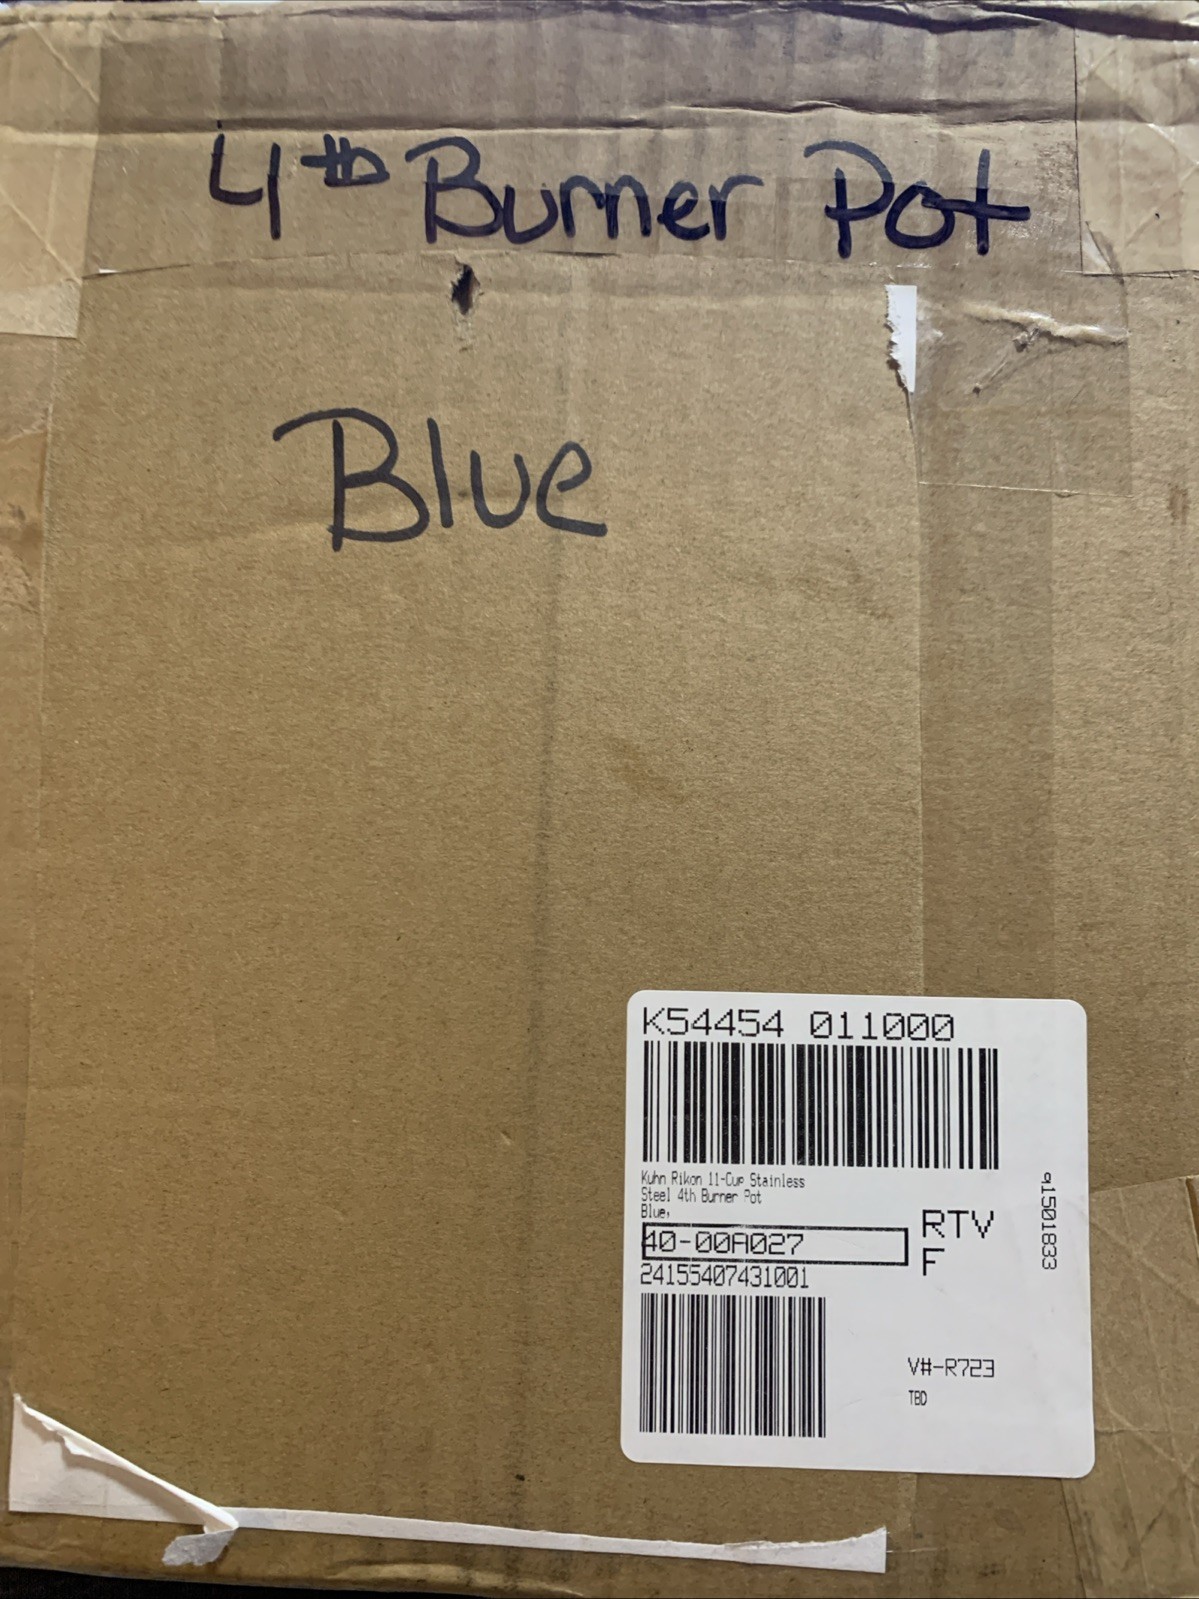 4th Burner Pot
Blue
K54454 011000
Kuhn Rikon 11-Cup Stainless
Steel 4th Burner Pot
Blue,
40-00A027
RTV
F
24155407431001
V#-R723
TBD
q1501833